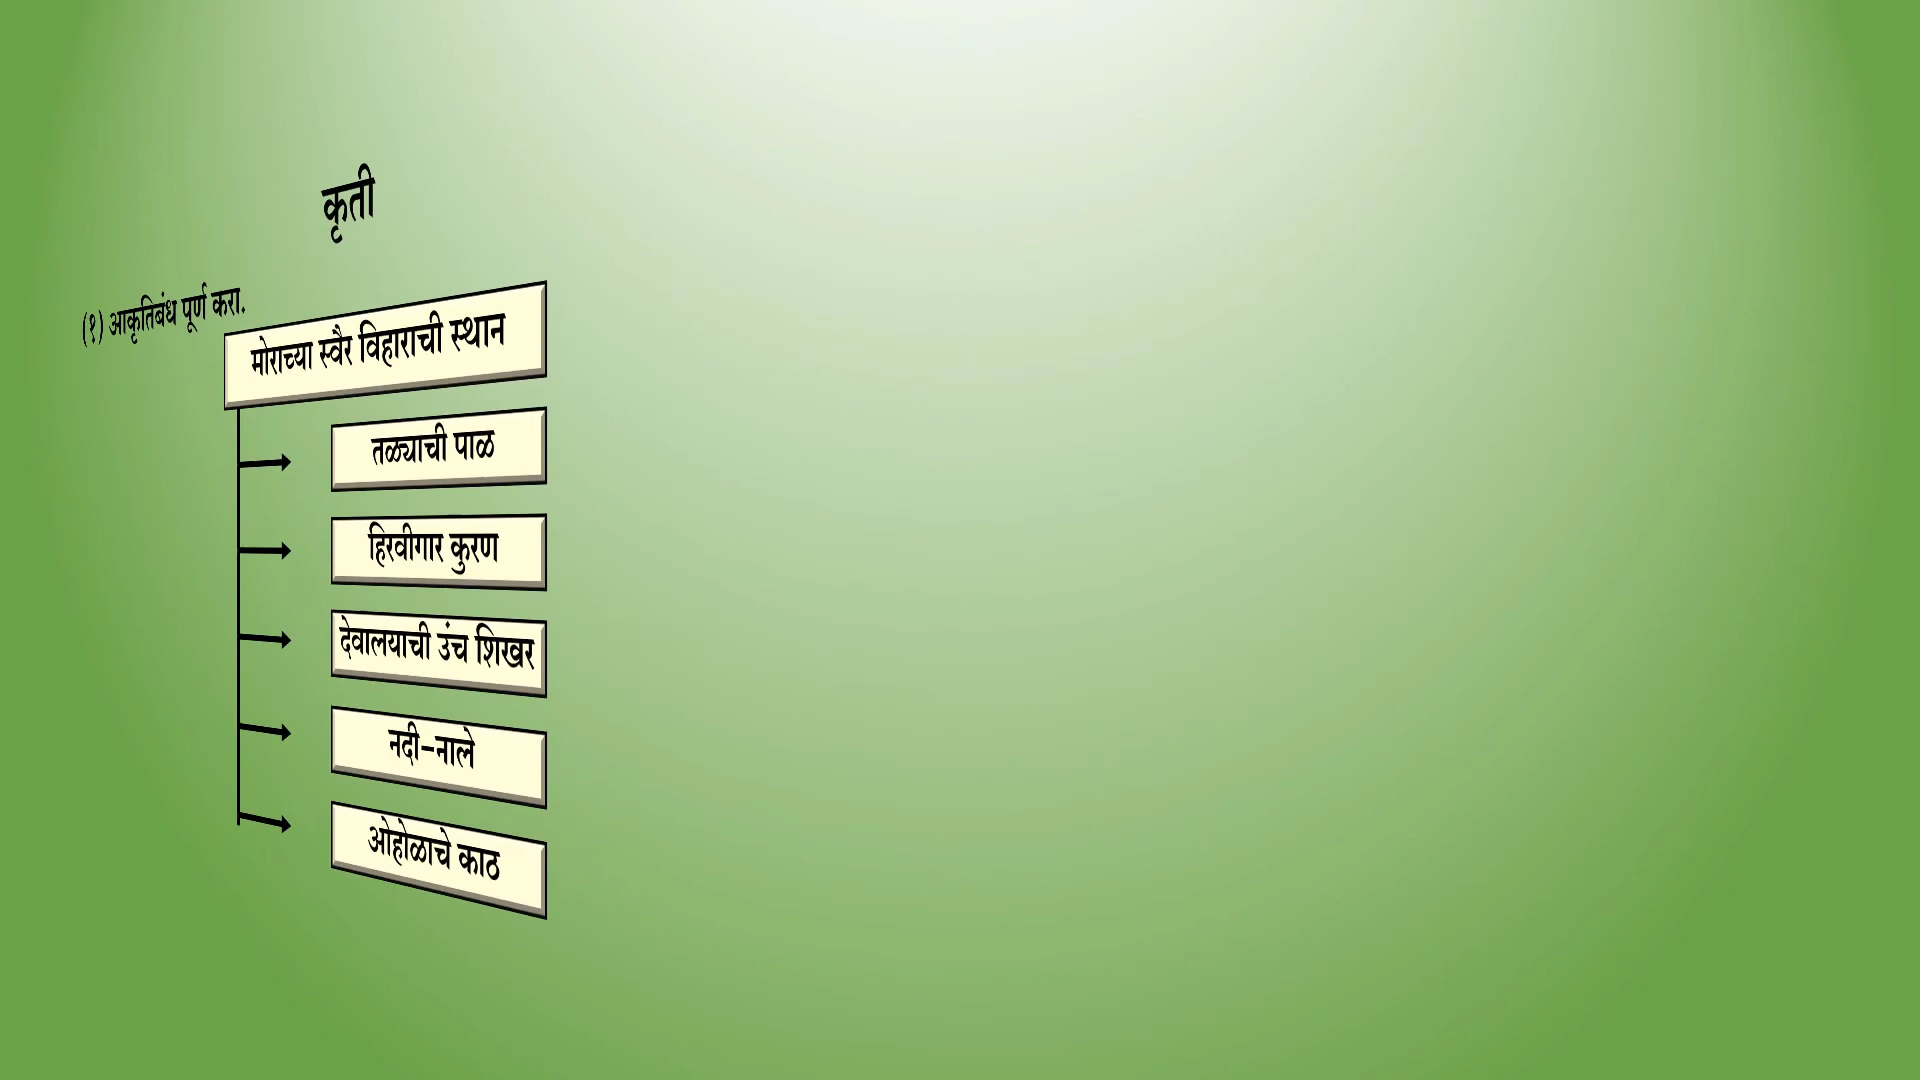 कृती
(१) आकृतिबंध पूर्ण करा.
मोराच्या स्वैर विहाराची स्थान
तळ्याची पाळ
हिरवीगार कुरण
देवालयाची उंच शिखर
नदी–नाले
ओहोळाचे काठ